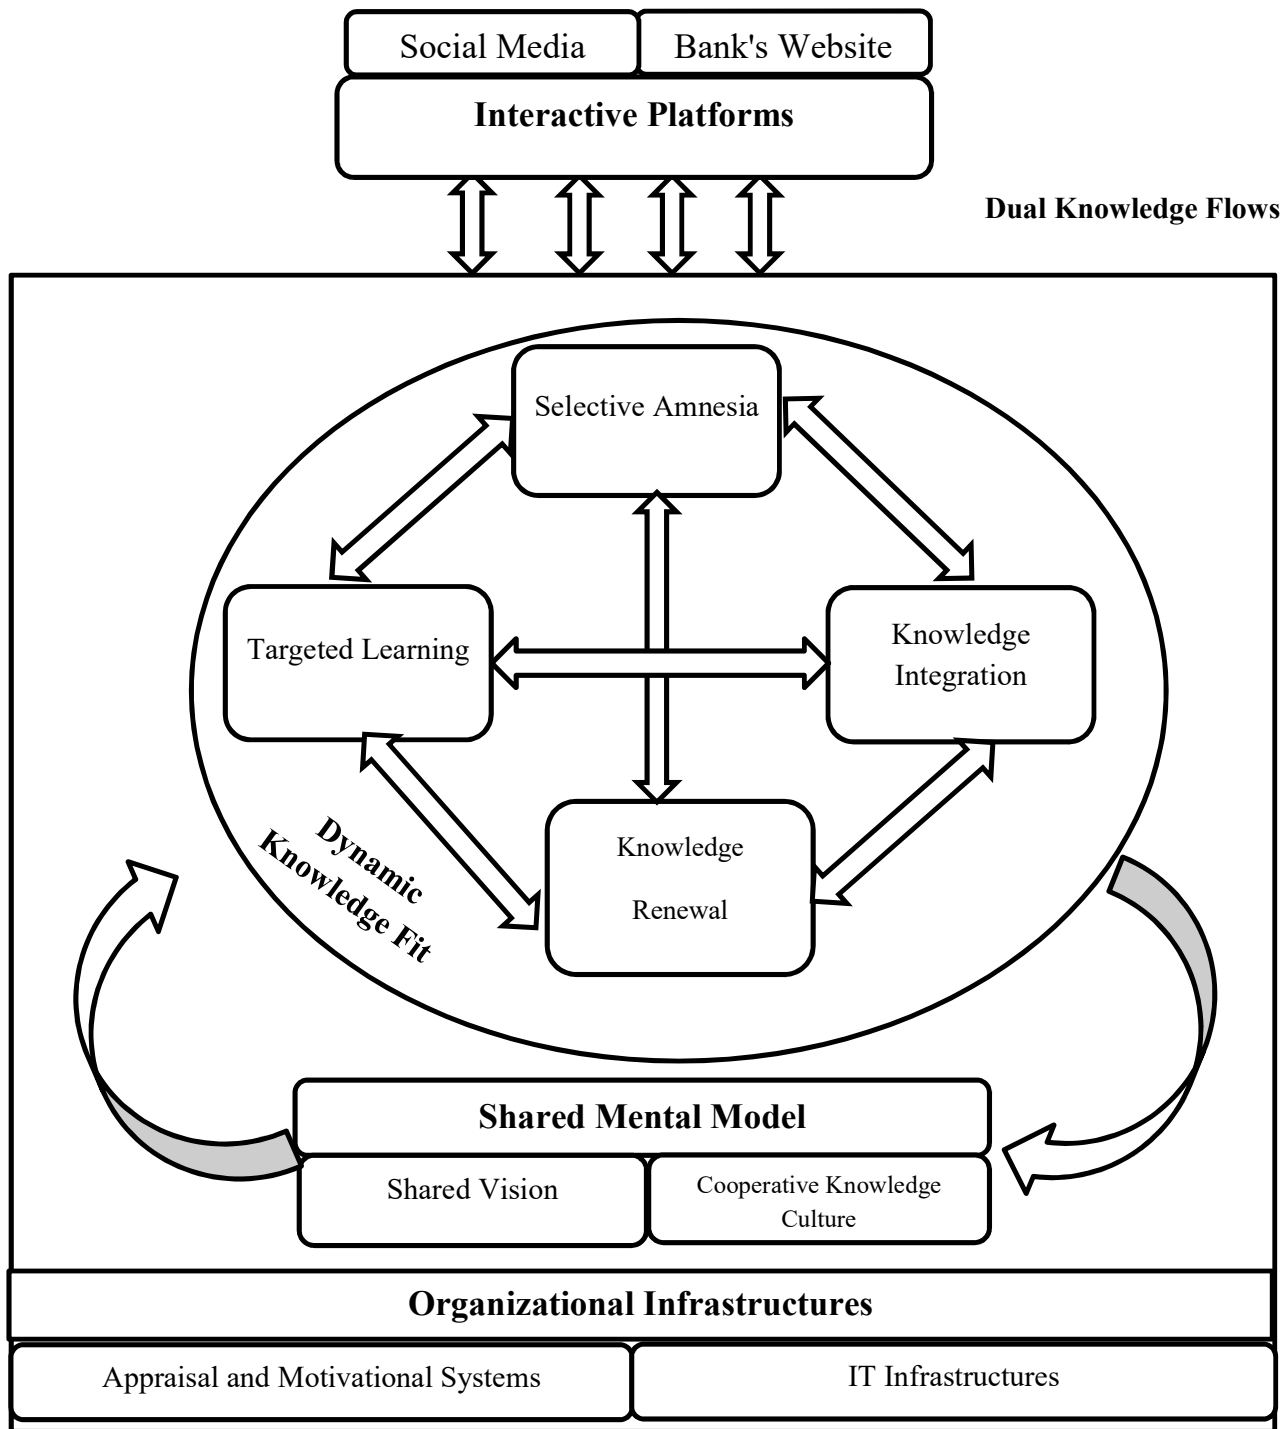 Social Media
Bank's Website
Interactive Platforms
Dual Knowledge Flows
Selective Amnesia
Targeted Learning
Knowledge
Integration
Knowledge
Renewal
Dynamic
Knowledge Fit
Shared Mental Model
Shared Vision
Cooperative Knowledge
Culture
Organizational Infrastructures
Appraisal and Motivational Systems
IT Infrastructures